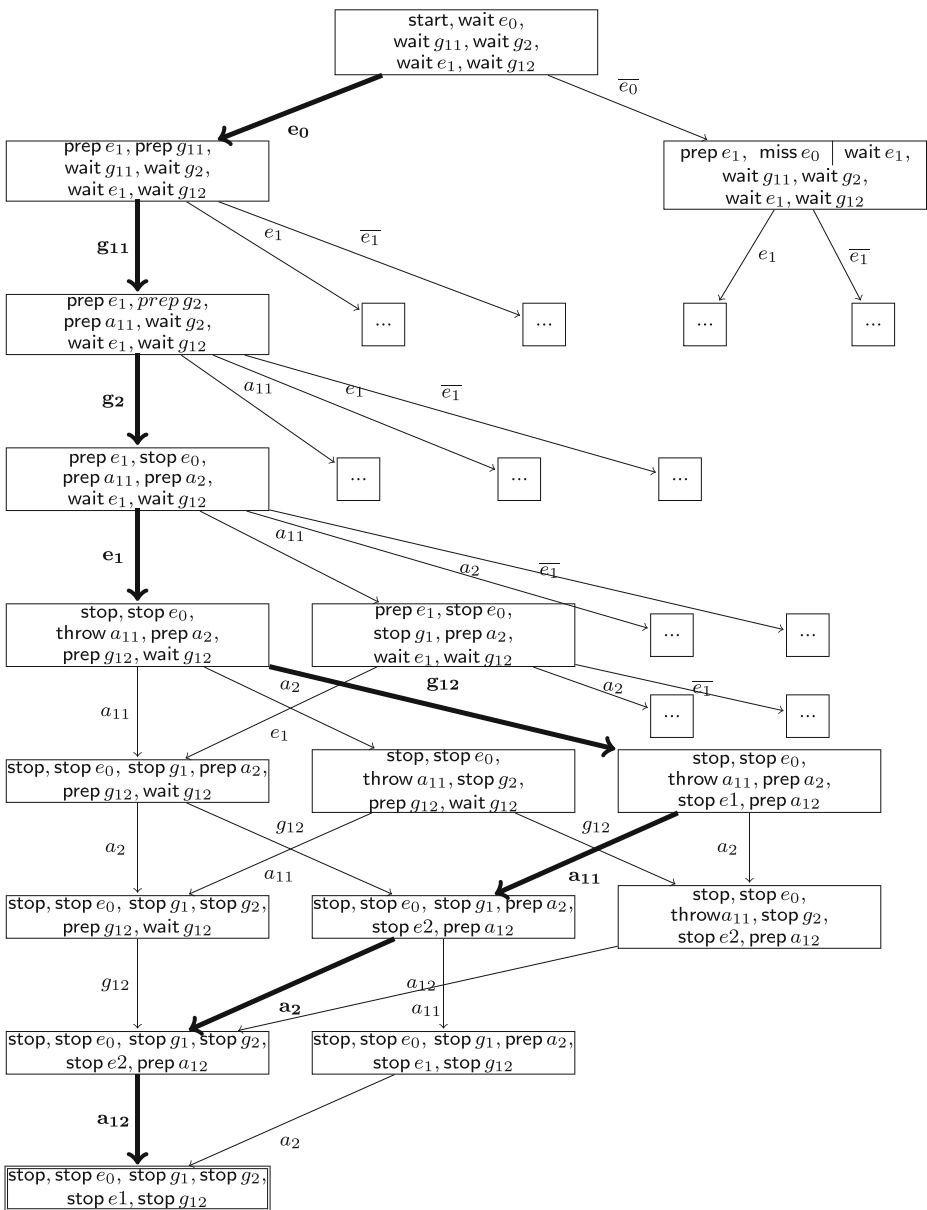 start, wait e₀,
wait g₁₁, wait g₂,
wait e₁, wait g₁₂
e̅₀̅
e₀
prep e₁, prep g₁₁,
wait g₁₁, wait g₂,
wait e₁, wait g₁₂
prep e₁, miss e₀ | wait e₁,
wait g₁₁, wait g₂,
wait e₁, wait g₁₂
g₁₁
e₁
e̅₁̅
e₁
e̅₁̅
prep e₁, prep g₂,
prep a₁₁, wait g₂,
wait e₁, wait g₁₂
...
...
...
...
g₂
a₁₁
e₁
e̅₁̅
prep e₁, stop e₀,
prep a₁₁, prep a₂,
wait e₁, wait g₁₂
...
...
...
e₁
a₁₁
a₂
e̅₁̅
stop, stop e₀,
throw a₁₁, prep a₂,
prep g₁₂, wait g₁₂
prep e₁, stop e₀,
stop g₁, prep a₂,
wait e₁, wait g₁₂
...
...
a₁₁
a₂
e₁
g₁₂
a₂
e̅₁̅
...
...
stop, stop e₀, stop g₁, prep a₂,
prep g₁₂, wait g₁₂
stop, stop e₀,
throw a₁₁, stop g₂,
prep g₁₂, wait g₁₂
stop, stop e₀,
throw a₁₁, prep a₂,
stop e1, prep a₁₂
a₂
g₁₂
a₁₁
g₁₂
a₁₁
a₂
stop, stop e₀, stop g₁, stop g₂,
prep g₁₂, wait g₁₂
stop, stop e₀, stop g₁, prep a₂,
stop e2, prep a₁₂
stop, stop e₀,
throwa₁₁, stop g₂,
stop e2, prep a₁₂
g₁₂
a₂
a₁₂
a₁₁
stop, stop e₀, stop g₁, stop g₂,
stop e2, prep a₁₂
stop, stop e₀, stop g₁, prep a₂,
stop e₁, stop g₁₂
a₁₂
a₂
stop, stop e₀, stop g₁, stop g₂,
stop e1, stop g₁₂